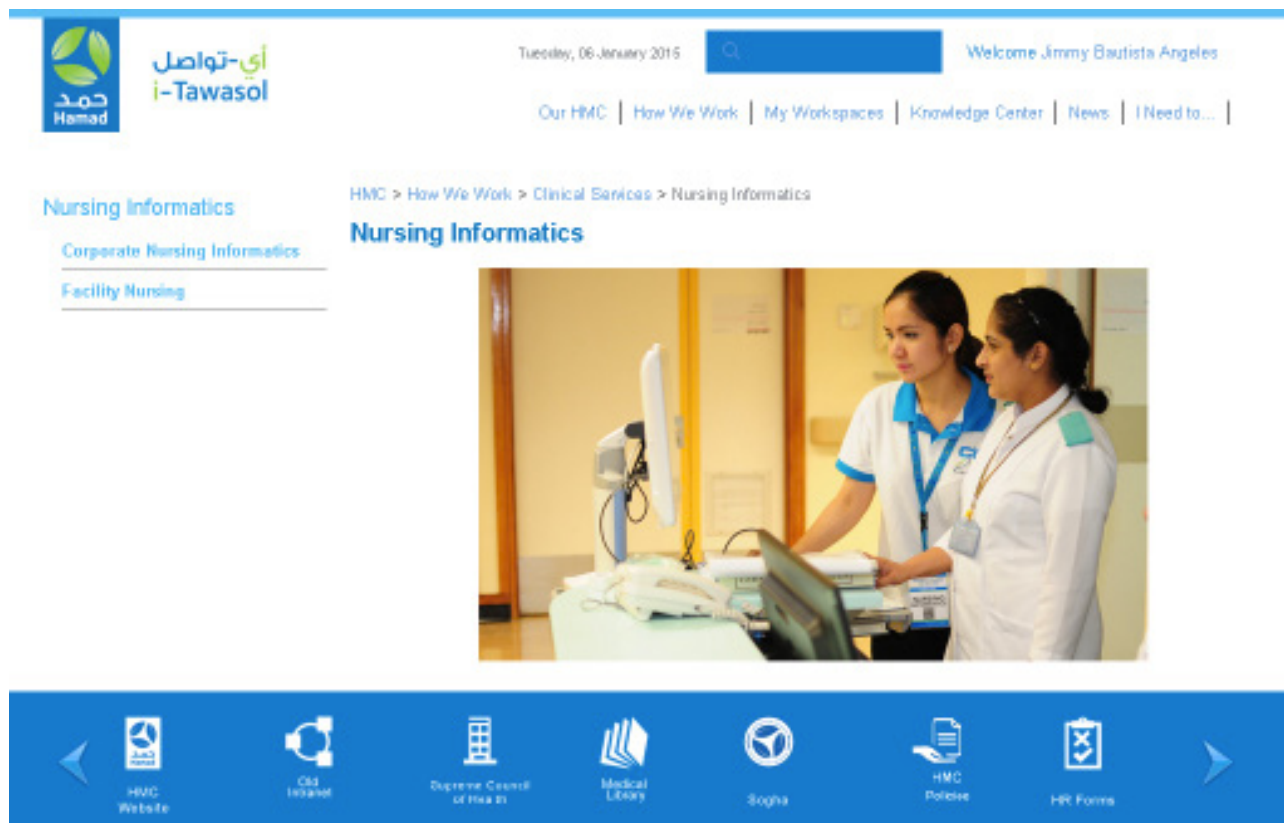 حمد
Hamad
أي-تواصل
i-Tawasol
Tuesday, 06 January 2015
Welcome Jimmy Bautista Angeles
Our HMC | How We Work | My Workspaces | Knowledge Center | News | I Need to... |
Nursing Informatics
Corporate Nursing Informatics
Facility Nursing
HMC > How We Work > Clinical Services > Nursing Informatics
Nursing Informatics
NURSING
حمد
Hamad
HMC
Website
Old
Intranet
Supreme Council
of Health
Medical
Library
Sogha
HMC
Policies
HR Forms